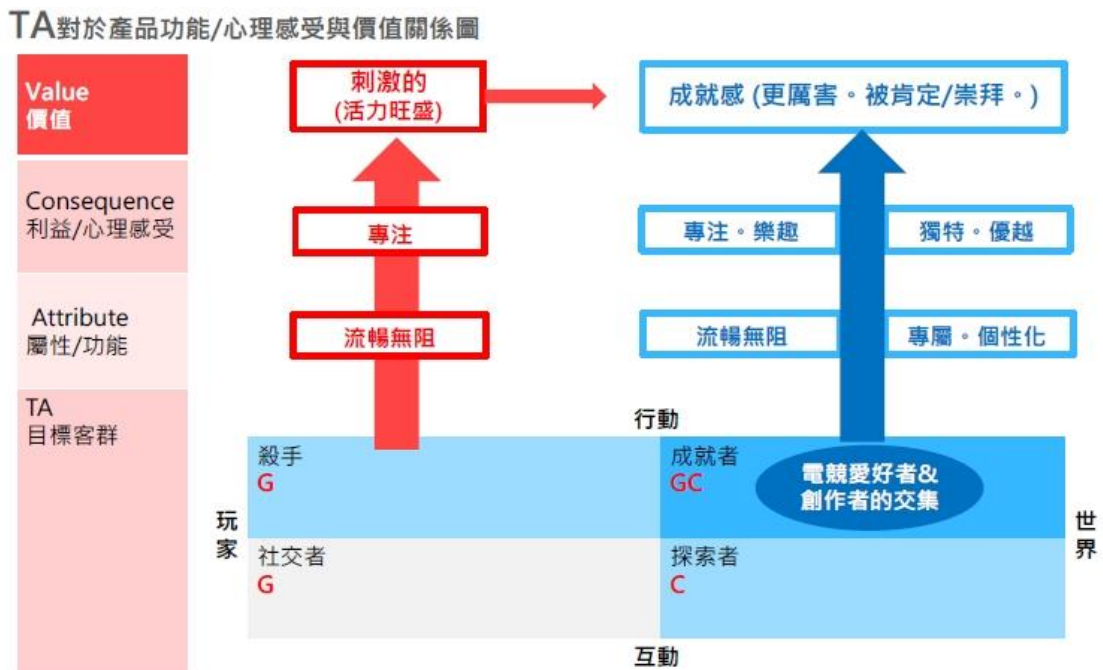 TA對於產品功能/心理感受與價值關係圖
Value
價值
刺激的
(活力旺盛)
成就感 (更厲害。被肯定/崇拜。)
Consequence
利益/心理感受
專注
專注。樂趣
獨特。優越
Attribute
屬性/功能
流暢無阻
流暢無阻
專屬。個性化
TA
目標客群
行動
殺手
G
成就者
GC
電競愛好者&
創作者的交集
玩
家
世
界
社交者
G
探索者
C
互動